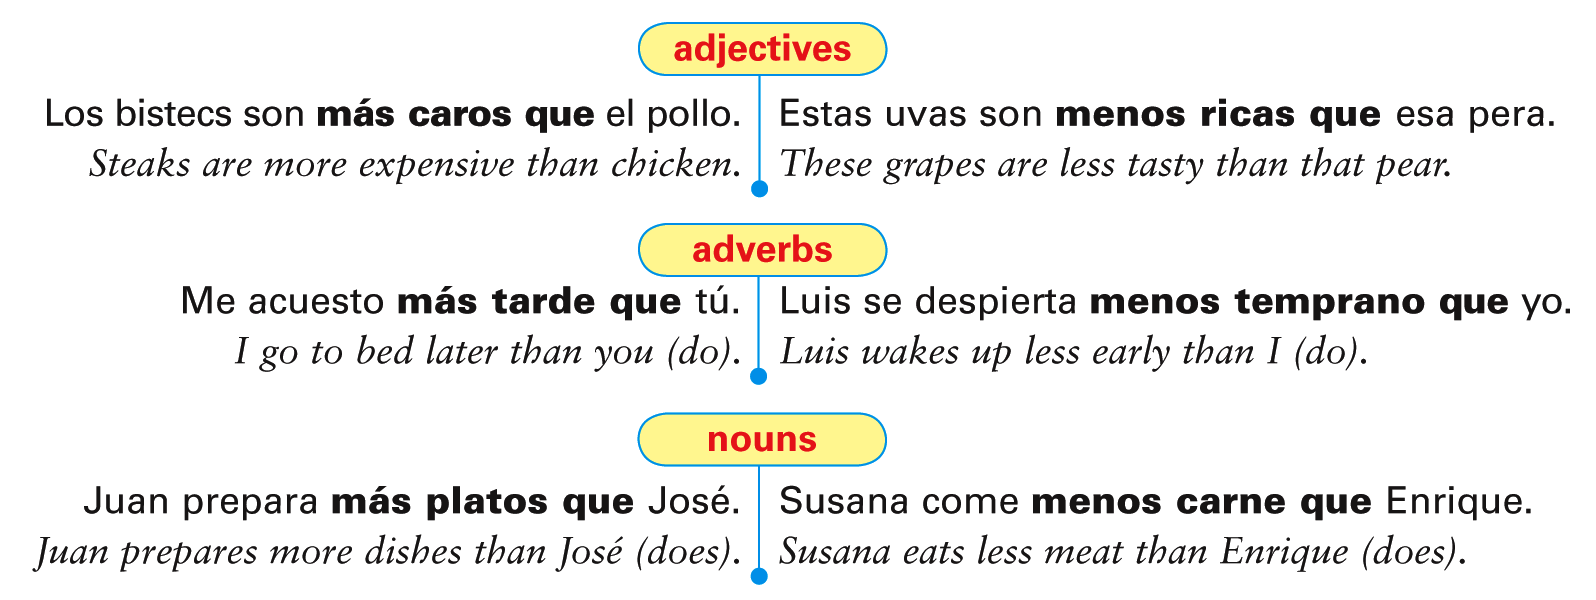 adjectives
Los bistecs son más caros que el pollo.
Steaks are more expensive than chicken.
Estas uvas son menos ricas que esa pera.
These grapes are less tasty than that pear.
adverbs
Me acuesto más tarde que tú.
I go to bed later than you (do).
Luis se despierta menos temprano que yo.
Luis wakes up less early than I (do).
nouns
Juan prepara más platos que José.
Juan prepares more dishes than José (does).
Susana come menos carne que Enrique.
Susana eats less meat than Enrique (does).